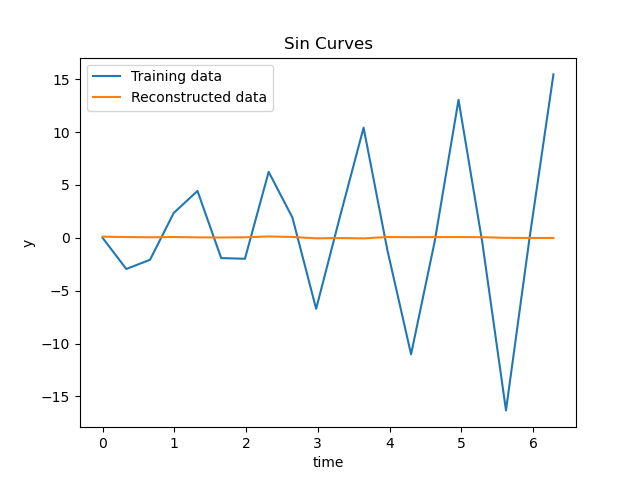 Sin Curves
Training data
Reconstructed data
15
10
5
0
−5
−10
−15
y
0 1 2 3 4 5 6
time